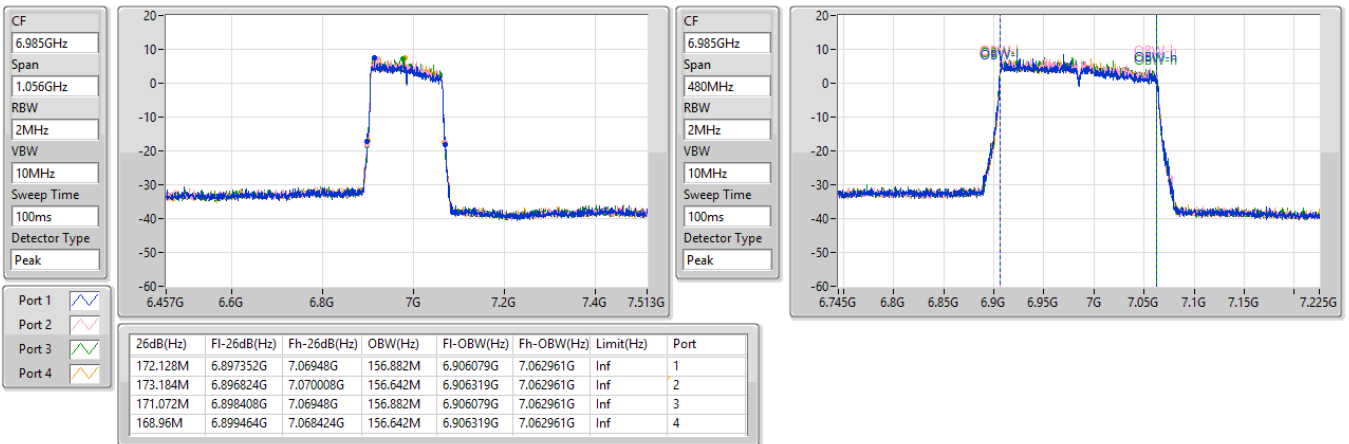 CF
6.985GHz
Span
1.056GHz
RBW
2MHz
VBW
10MHz
Sweep Time
100ms
Detector Type
Peak
20
10
0
-10
-20
-30
-40
-50
-60
6.457G 6.6G 6.8G 7G 7.2G 7.4G 7.513G
CF
6.985GHz
Span
480MHz
RBW
2MHz
VBW
10MHz
Sweep Time
100ms
Detector Type
Peak
20
10
0
-10
-20
-30
-40
-50
-60
OBW-l
OBW-h
OBW-h
6.745G 6.8G 6.85G 6.9G 6.95G 7G 7.05G 7.1G 7.15G 7.225G
Port 1
Port 2
Port 3
Port 4
26dB(Hz) Fl-26dB(Hz) Fh-26dB(Hz) OBW(Hz) Fl-OBW(Hz) Fh-OBW(Hz) Limit(Hz) Port
172.128M 6.897352G 7.06948G 156.882M 6.906079G 7.062961G Inf 1
173.184M 6.896824G 7.070008G 156.642M 6.906319G 7.062961G Inf 2
171.072M 6.898408G 7.06948G 156.882M 6.906079G 7.062961G Inf 3
168.96M 6.899464G 7.068424G 156.642M 6.906319G 7.062961G Inf 4